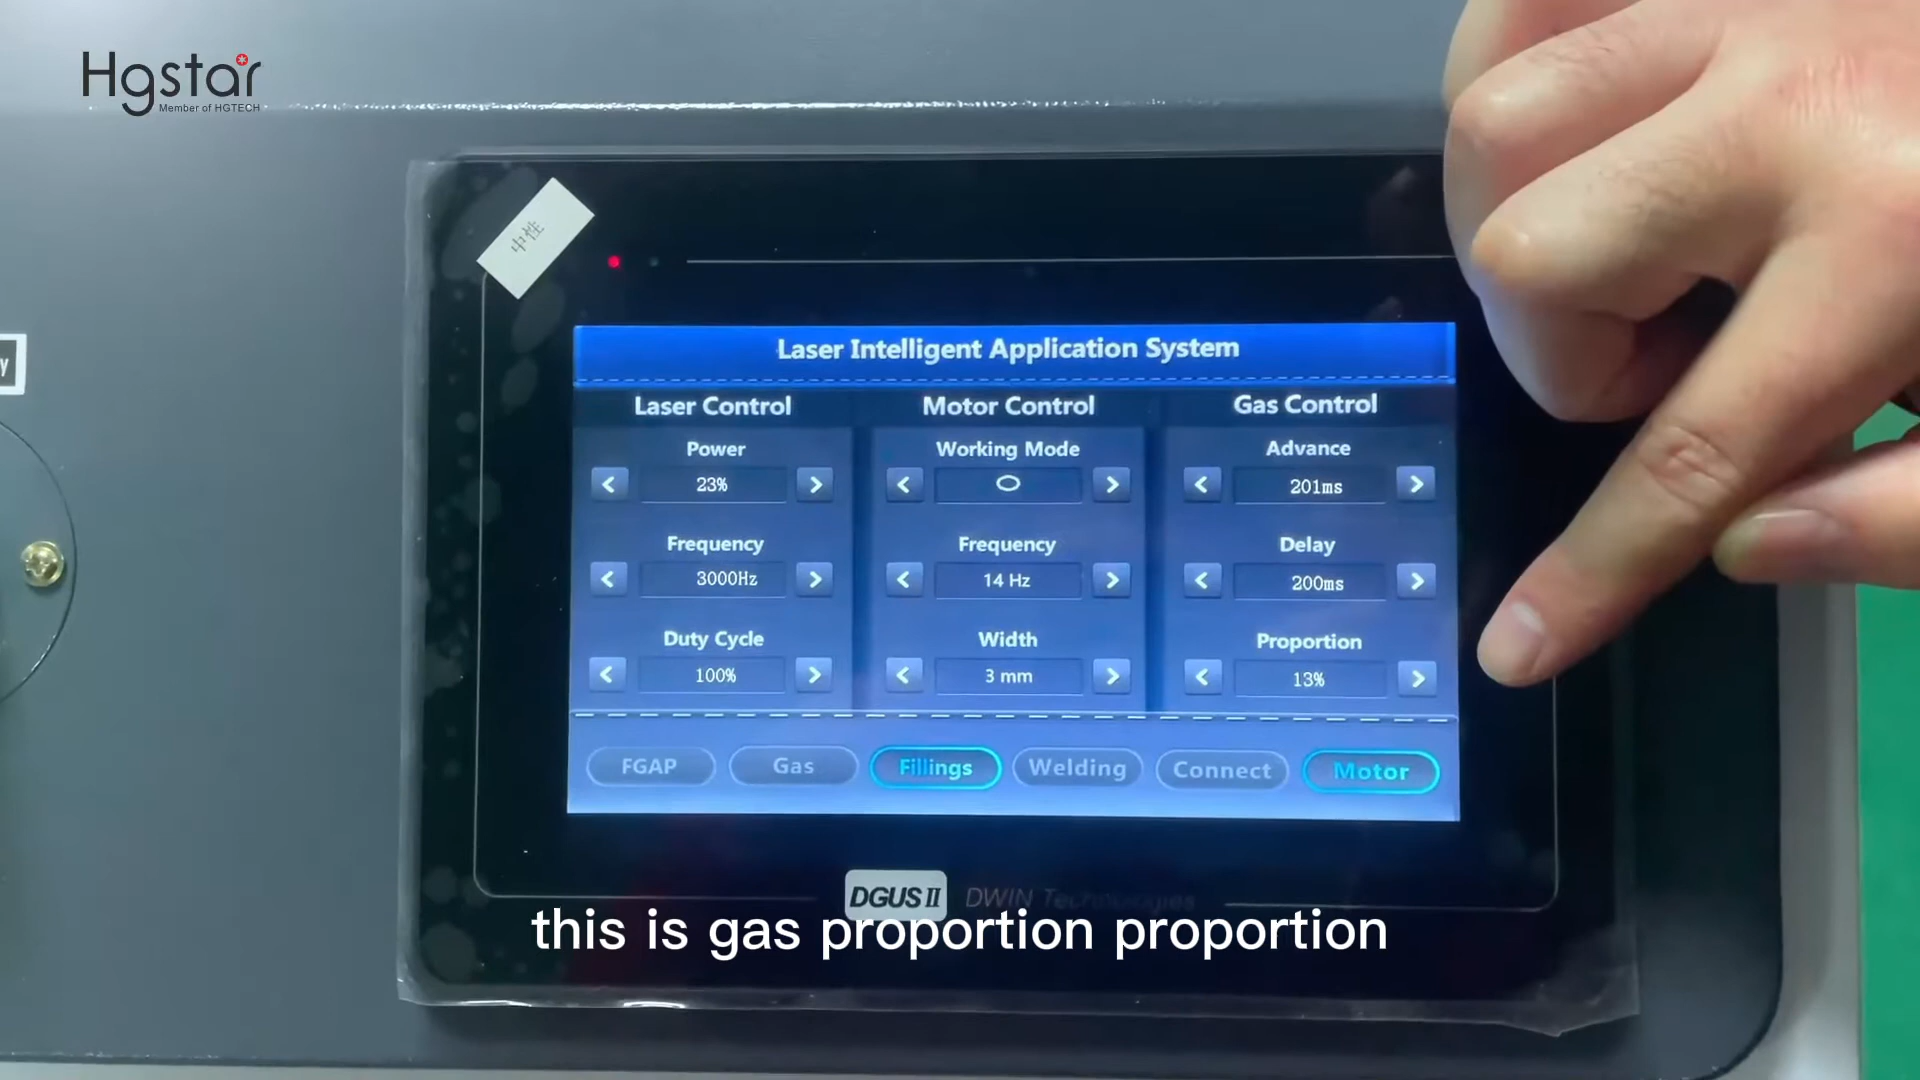 Hgstar
Member of HGTECH
中性
y
Laser Intelligent Application System
Laser Control Motor Control Gas Control
Power Working Mode Advance
< 23% > < > < 201ms >
Frequency Frequency Delay
< 3000Hz > < 14 Hz > < 200ms >
Duty Cycle Width Proportion
< 100% > < 3 mm > < 13% >
FGAP Gas Fillings Welding Connect Motor
DGUS II DWIN Technologies
this is gas proportion proportion